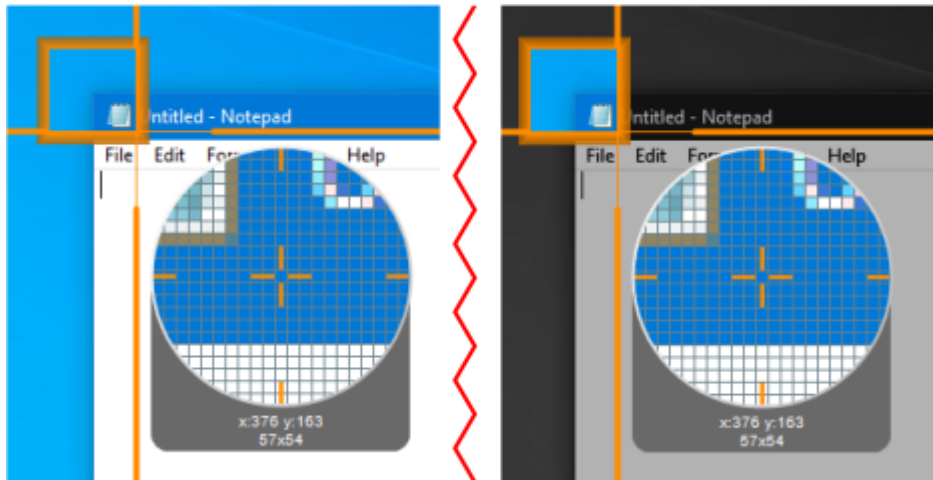 Untitled - Notepad
File Edit Help
x:376 y:163
57x54
Untitled - Notepad
File Edit Help
x:376 y:163
57x54